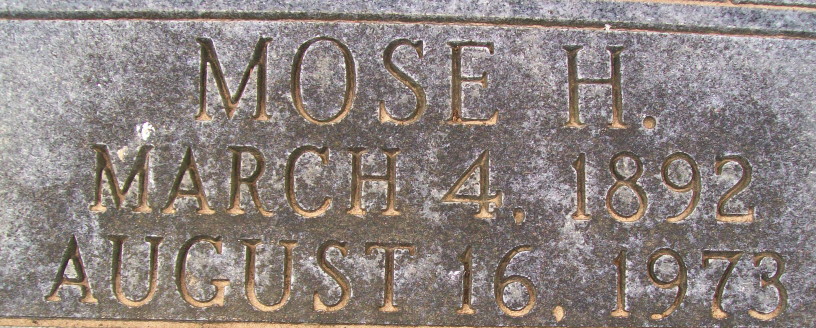 MOSE H.
MARCH 4, 1892
AUGUST 16, 1973